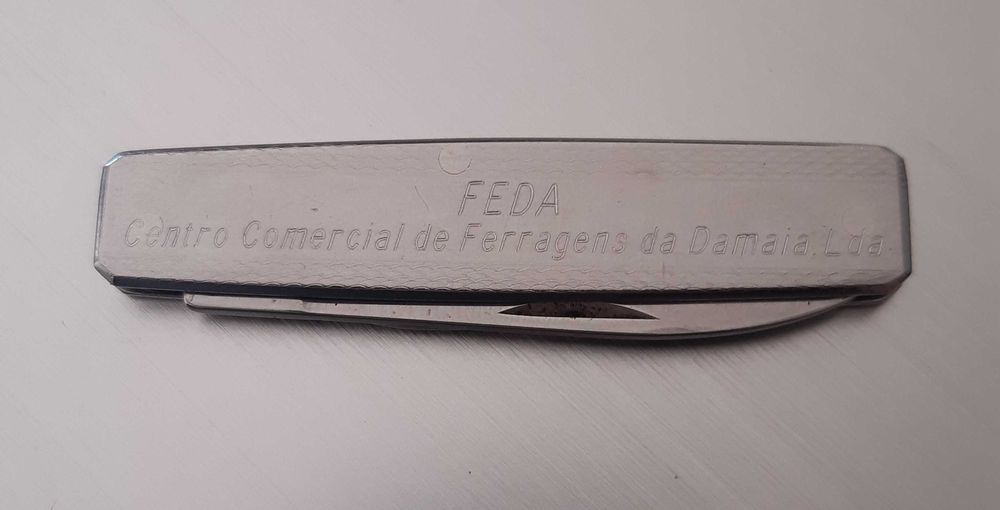 FEDA
Centro Comercial de Ferragens da Damaia. Lda